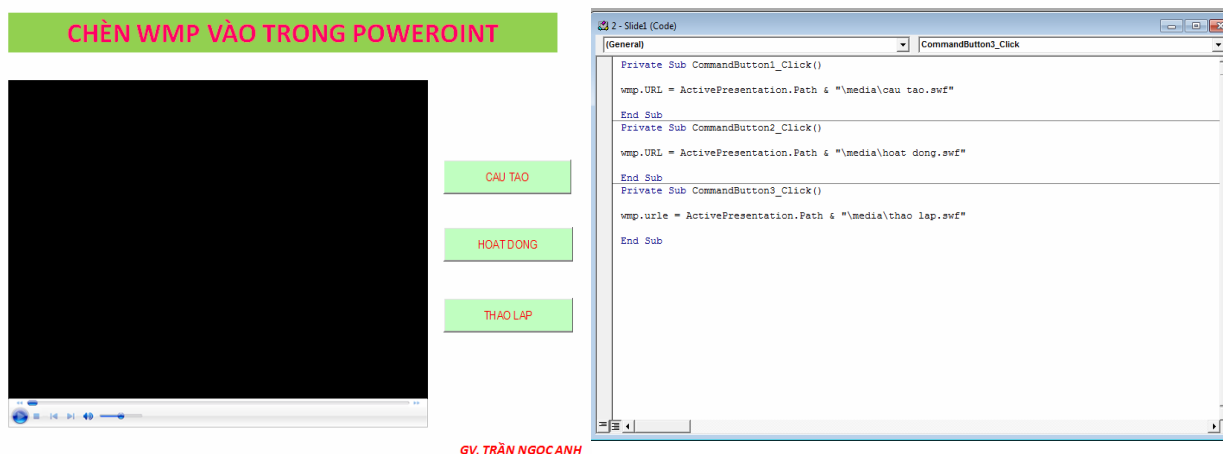 CHÈN WMP VÀO TRONG POWEROINT
CAU TAO
HOAT DONG
THAO LAP
GV. TRẦN NGỌC ANH
2 - Slide1 (Code)
(General)
CommandButton3_Click
Private Sub CommandButton1_Click()
wmp.URL = ActivePresentation.Path & "\media\cau tao.swf"
End Sub
Private Sub CommandButton2_Click()
wmp.URL = ActivePresentation.Path & "\media\hoat dong.swf"
End Sub
Private Sub CommandButton3_Click()
wmp.urle = ActivePresentation.Path & "\media\thao lap.swf"
End Sub